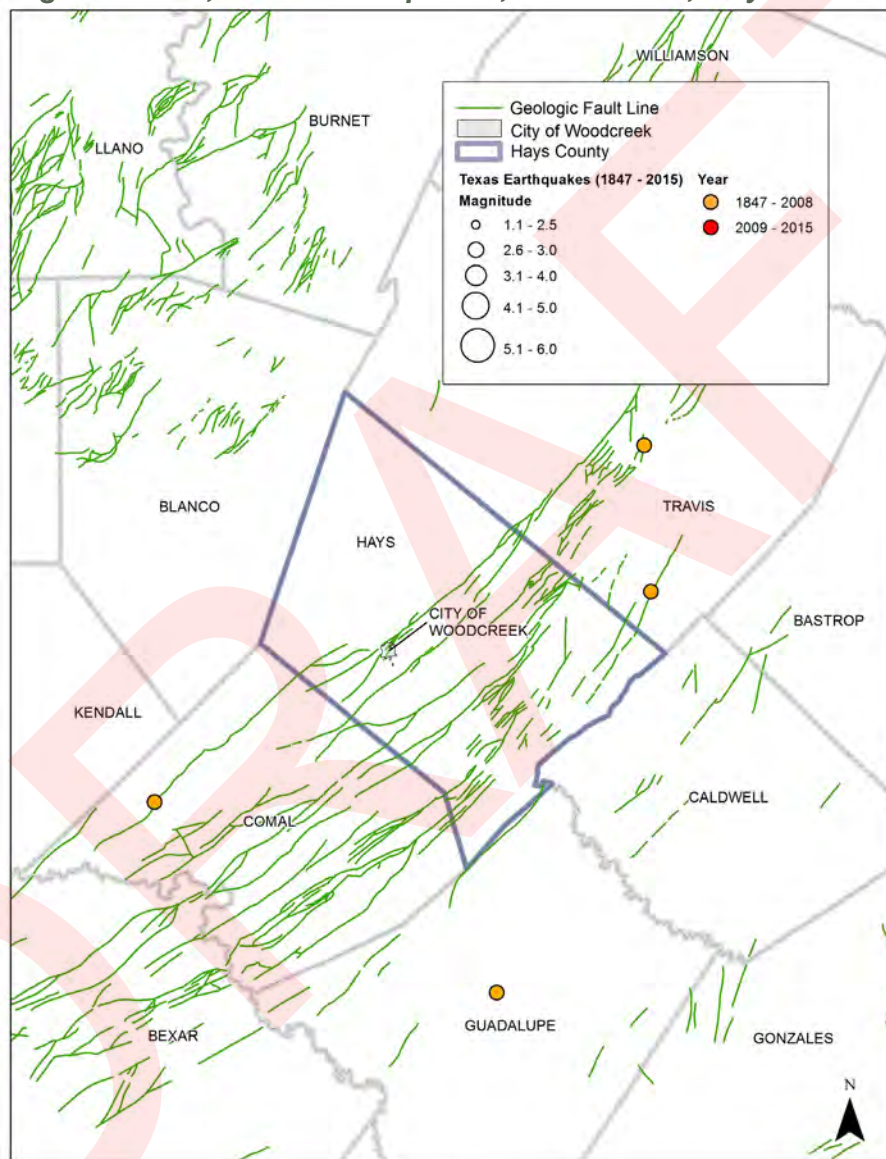 WILLIAMSON
BURNET
LLANO
Geologic Fault Line
City of Woodcreek
Hays County
Texas Earthquakes (1847 - 2015) Year
Magnitude
1.1 - 2.5
2.6 - 3.0
3.1 - 4.0
4.1 - 5.0
5.1 - 6.0
1847 - 2008
2009 - 2015
BLANCO
HAYS
TRAVIS
CITY OF
WOODCREEK
BASTROP
KENDALL
COMAL
CALDWELL
GUADALUPE
BEXAR
GONZALES
N
DRAFT